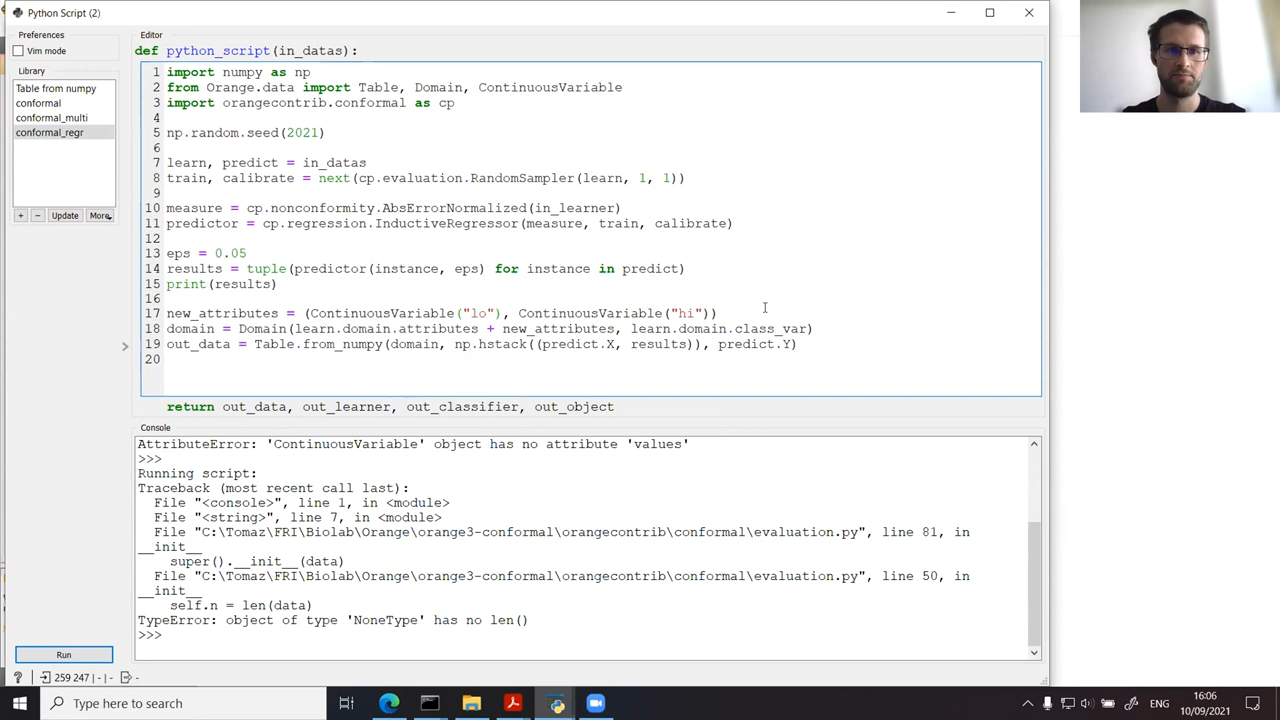 Python Script (2)
Preferences
Vim mode
Library
Table from numpy
conformal
conformal_multi
conformal_regr
+ − Update More
Run
259 247 | - | - -
Editor
def python_script(in_datas):
1 import numpy as np
2 from Orange.data import Table, Domain, ContinuousVariable
3 import orangecontrib.conformal as cp
4
5 np.random.seed(2021)
6
7 learn, predict = in_datas
8 train, calibrate = next(cp.evaluation.RandomSampler(learn, 1, 1))
9
10 measure = cp.nonconformity.AbsErrorNormalized(in_learner)
11 predictor = cp.regression.InductiveRegressor(measure, train, calibrate)
12
13 eps = 0.05
14 results = tuple(predictor(instance, eps) for instance in predict)
15 print(results)
16
17 new_attributes = (ContinuousVariable("lo"), ContinuousVariable("hi"))
18 domain = Domain(learn.domain.attributes + new_attributes, learn.domain.class_var)
19 out_data = Table.from_numpy(domain, np.hstack((predict.X, results)), predict.Y)
20
return out_data, out_learner, out_classifier, out_object
Console
AttributeError: 'ContinuousVariable' object has no attribute 'values'
>>>
Running script:
Traceback (most recent call last):
File "<console>", line 1, in <module>
File "<string>", line 7, in <module>
File "C:\Tomaz\FRI\Biolab\Orange\orange3-conformal\orangecontrib\conformal\evaluation.py", line 81, in
__init__
super().__init__(data)
File "C:\Tomaz\FRI\Biolab\Orange\orange3-conformal\orangecontrib\conformal\evaluation.py", line 50, in
__init__
self.n = len(data)
TypeError: object of type 'NoneType' has no len()
>>>
Type here to search
ENG
16:06
10/09/2021